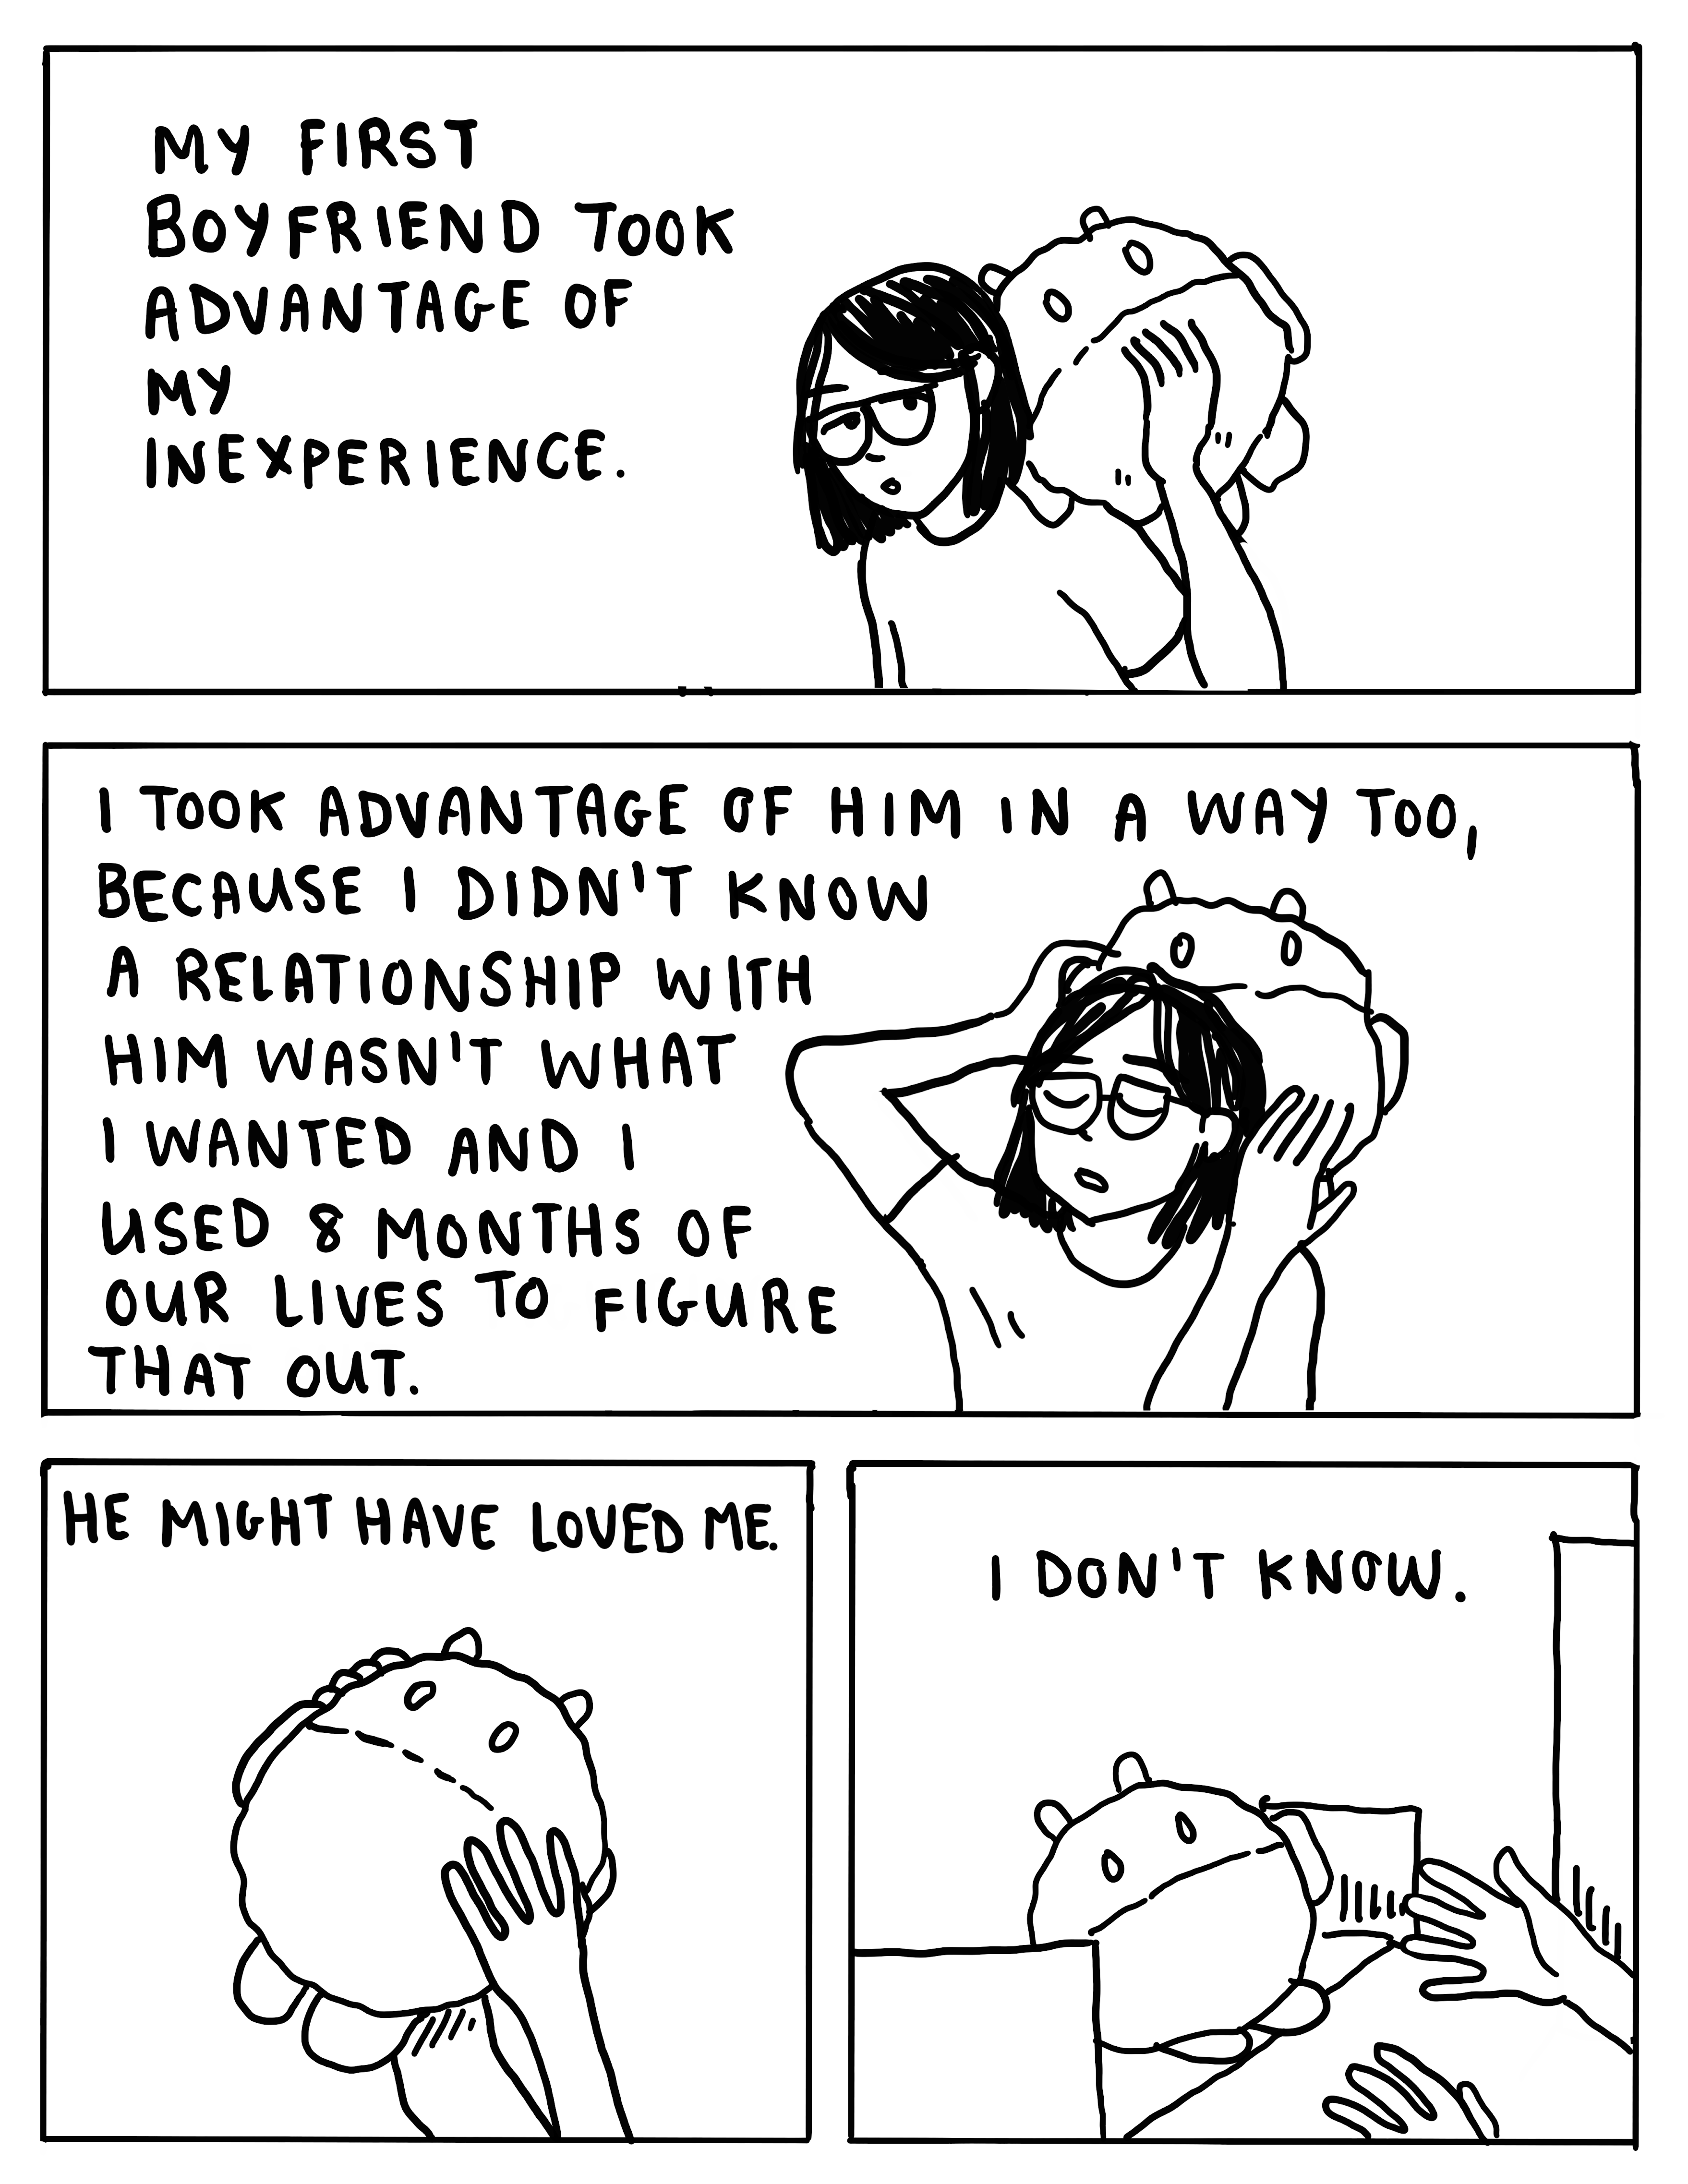 MY FIRST
BOYFRIEND TOOK
ADVANTAGE OF
MY
INEXPERIENCE.
I TOOK ADVANTAGE OF HIM IN A WAY TOO,
BECAUSE I DIDN'T KNOW
A RELATIONSHIP WITH
HIM WASN'T WHAT
I WANTED AND I
USED 8 MONTHS OF
OUR LIVES TO FIGURE
THAT OUT.
HE MIGHT HAVE LOVED ME.
I DON'T KNOW.